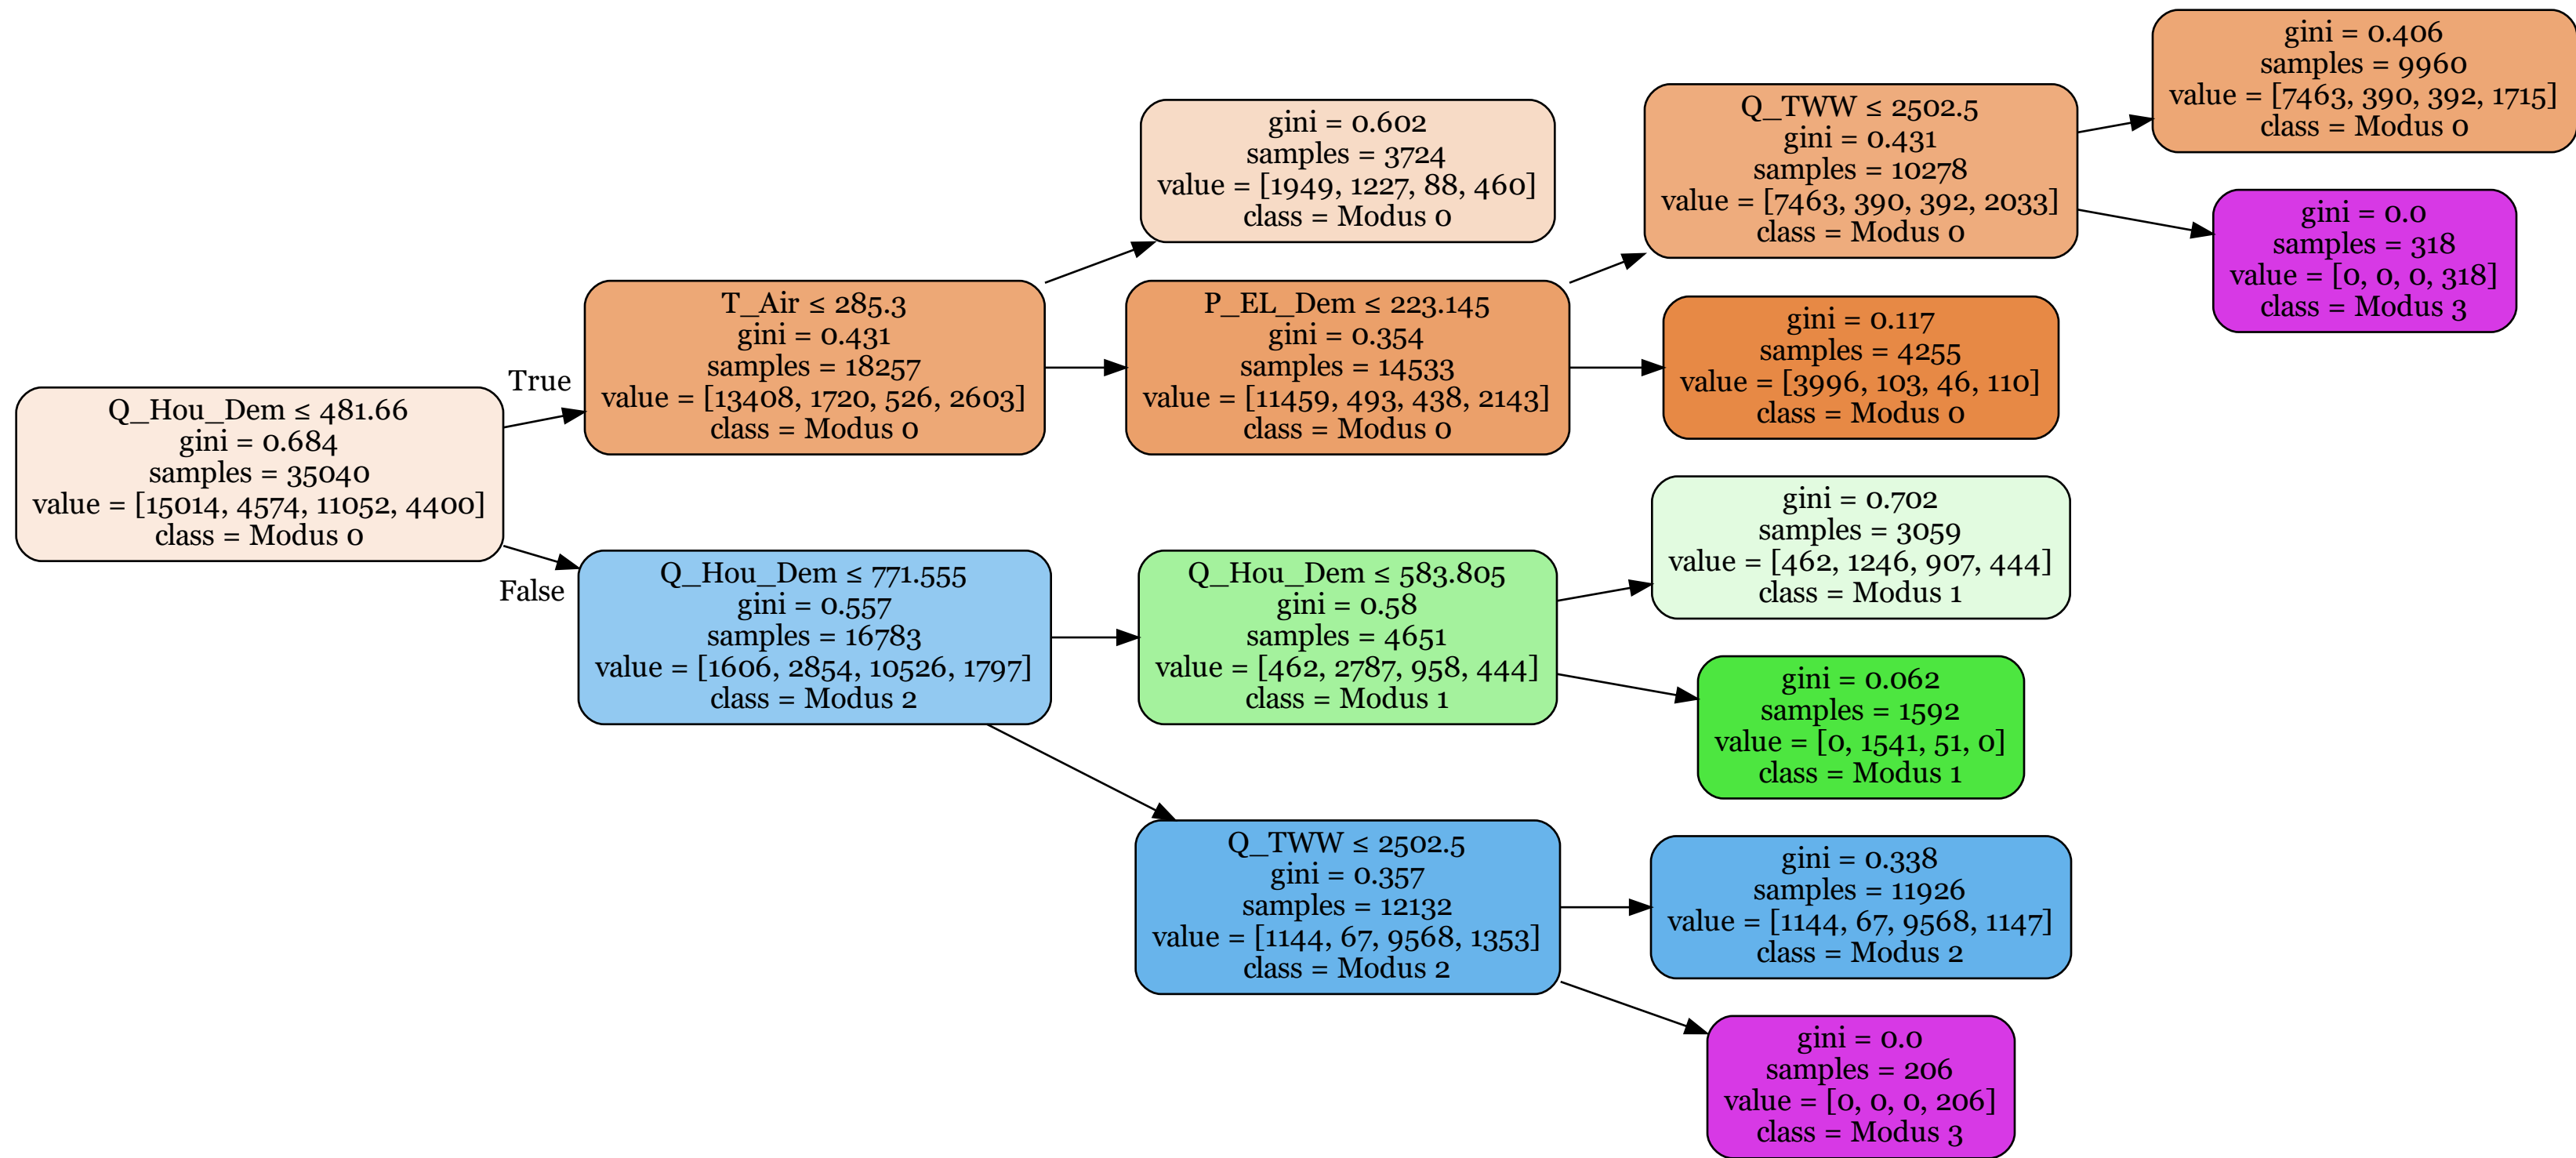 Q_Hou_Dem ≤ 481.66
gini = 0.684
samples = 35040
value = [15014, 4574, 11052, 4400]
class = Modus 0
True
False
T_Air ≤ 285.3
gini = 0.431
samples = 18257
value = [13408, 1720, 526, 2603]
class = Modus 0
Q_Hou_Dem ≤ 771.555
gini = 0.557
samples = 16783
value = [1606, 2854, 10526, 1797]
class = Modus 2
gini = 0.602
samples = 3724
value = [1949, 1227, 88, 460]
class = Modus 0
P_EL_Dem ≤ 223.145
gini = 0.354
samples = 14533
value = [11459, 493, 438, 2143]
class = Modus 0
Q_Hou_Dem ≤ 583.805
gini = 0.58
samples = 4651
value = [462, 2787, 958, 444]
class = Modus 1
Q_TWW ≤ 2502.5
gini = 0.357
samples = 12132
value = [1144, 67, 9568, 1353]
class = Modus 2
Q_TWW ≤ 2502.5
gini = 0.431
samples = 10278
value = [7463, 390, 392, 2033]
class = Modus 0
gini = 0.117
samples = 4255
value = [3996, 103, 46, 110]
class = Modus 0
gini = 0.702
samples = 3059
value = [462, 1246, 907, 444]
class = Modus 1
gini = 0.062
samples = 1592
value = [0, 1541, 51, 0]
class = Modus 1
gini = 0.338
samples = 11926
value = [1144, 67, 9568, 1147]
class = Modus 2
gini = 0.0
samples = 206
value = [0, 0, 0, 206]
class = Modus 3
gini = 0.406
samples = 9960
value = [7463, 390, 392, 1715]
class = Modus 0
gini = 0.0
samples = 318
value = [0, 0, 0, 318]
class = Modus 3